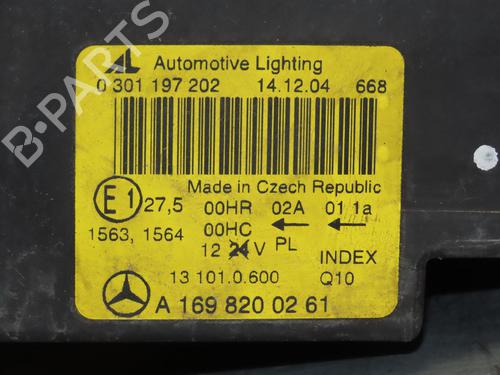 B-PARTS
AL Automotive Lighting
0 301 197 202 14.12.04 668
Made in Czech Republic
E1 27,5 00HR 02A 01 1a
1563, 1564 00HC ← ←
12 24 V PL INDEX
13 101.0.600 Q10
A 169 820 02 61